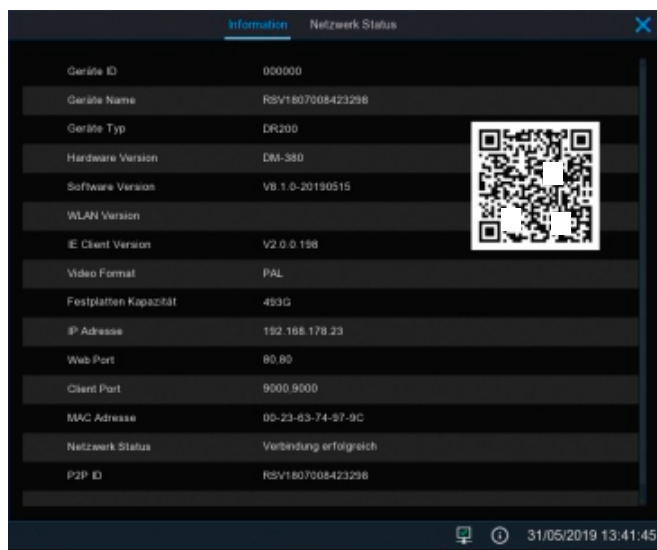 Information Netzwerk Status
Geräte ID 000000
Geräte Name RSV1807008423298
Geräte Typ DR200
Hardware Version DM-380
Software Version V8.1.0-20190515
WLAN Version
IE Client Version V2.0.0.198
Video Format PAL
Festplatten Kapazität 493G
IP Adresse 192.168.178.23
Web Port 80,80
Client Port 9000,9000
MAC Adresse 00-23-63-74-97-9C
Netzwerk Status Verbindung erfolgreich
P2P ID RSV1807008423298
31/05/2019 13:41:45